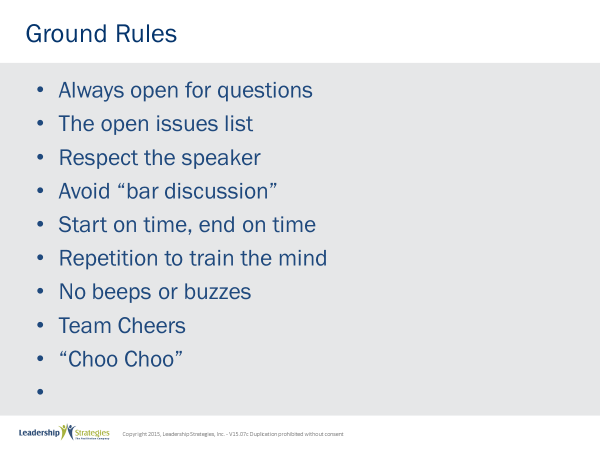 Ground Rules
• Always open for questions
• The open issues list
• Respect the speaker
• Avoid “bar discussion”
• Start on time, end on time
• Repetition to train the mind
• No beeps or buzzes
• Team Cheers
• “Choo Choo”
•
Leadership Strategies
The Facilitation Company
Copyright 2015, Leadership Strategies, Inc. - V15.07c Duplication prohibited without consent